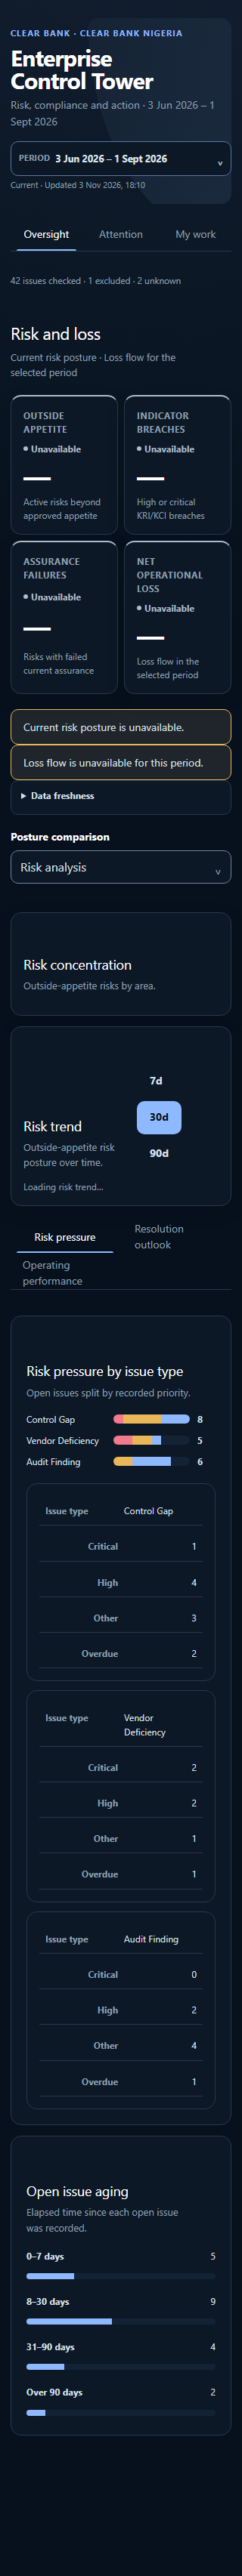 CLEAR BANK · CLEAR BANK NIGERIA
Enterprise
Control Tower
Risk, compliance and action · 3 Jun 2026 – 1
Sept 2026
PERIOD 3 Jun 2026 – 1 Sept 2026
Current · Updated 3 Nov 2026, 18:10
Oversight Attention My work
42 issues checked · 1 excluded · 2 unknown
Risk and loss
Current risk posture · Loss flow for the
selected period
OUTSIDE
APPETITE
Unavailable
—
Active risks beyond
approved appetite
INDICATOR
BREACHES
Unavailable
—
High or critical
KRI/KCI breaches
ASSURANCE
FAILURES
Unavailable
—
Risks with failed
current assurance
NET
OPERATIONAL
LOSS
Unavailable
—
Loss flow in the
selected period
Current risk posture is unavailable.
Loss flow is unavailable for this period.
Data freshness
Posture comparison
Risk analysis
Risk concentration
Outside-appetite risks by area.
Risk trend
Outside-appetite risk
posture over time.
7d
30d
90d
Loading risk trend...
Risk pressure
Resolution
outlook
Operating
performance
Risk pressure by issue type
Open issues split by recorded priority.
Control Gap 8
Vendor Deficiency 5
Audit Finding 6
Issue type Control Gap
Critical 1
High 4
Other 3
Overdue 2
Issue type Vendor
Deficiency
Critical 2
High 2
Other 1
Overdue 1
Issue type Audit Finding
Critical 0
High 2
Other 4
Overdue 1
Open issue aging
Elapsed time since each open issue
was recorded.
0–7 days 5
8–30 days 9
31–90 days 4
Over 90 days 2